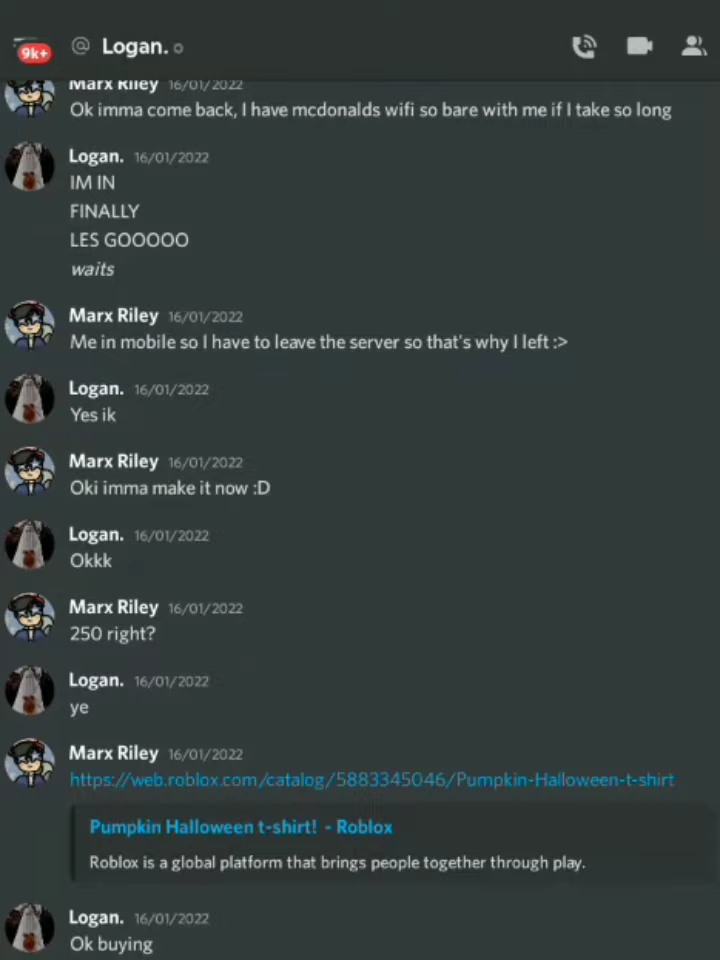 9k+
@ Logan.
Marx Riley 16/01/2022
Ok imma come back, I have mcdonalds wifi so bare with me if I take so long
Logan. 16/01/2022
IM IN
FINALLY
LES GOOOOO
waits
Marx Riley 16/01/2022
Me in mobile so I have to leave the server so that's why I left :>
Logan. 16/01/2022
Yes ik
Marx Riley 16/01/2022
Oki imma make it now :D
Logan. 16/01/2022
Okkk
Marx Riley 16/01/2022
250 right?
Logan. 16/01/2022
ye
Marx Riley 16/01/2022
https://web.roblox.com/catalog/5883345046/Pumpkin-Halloween-t-shirt
Pumpkin Halloween t-shirt! - Roblox
Roblox is a global platform that brings people together through play.
Logan. 16/01/2022
Ok buying